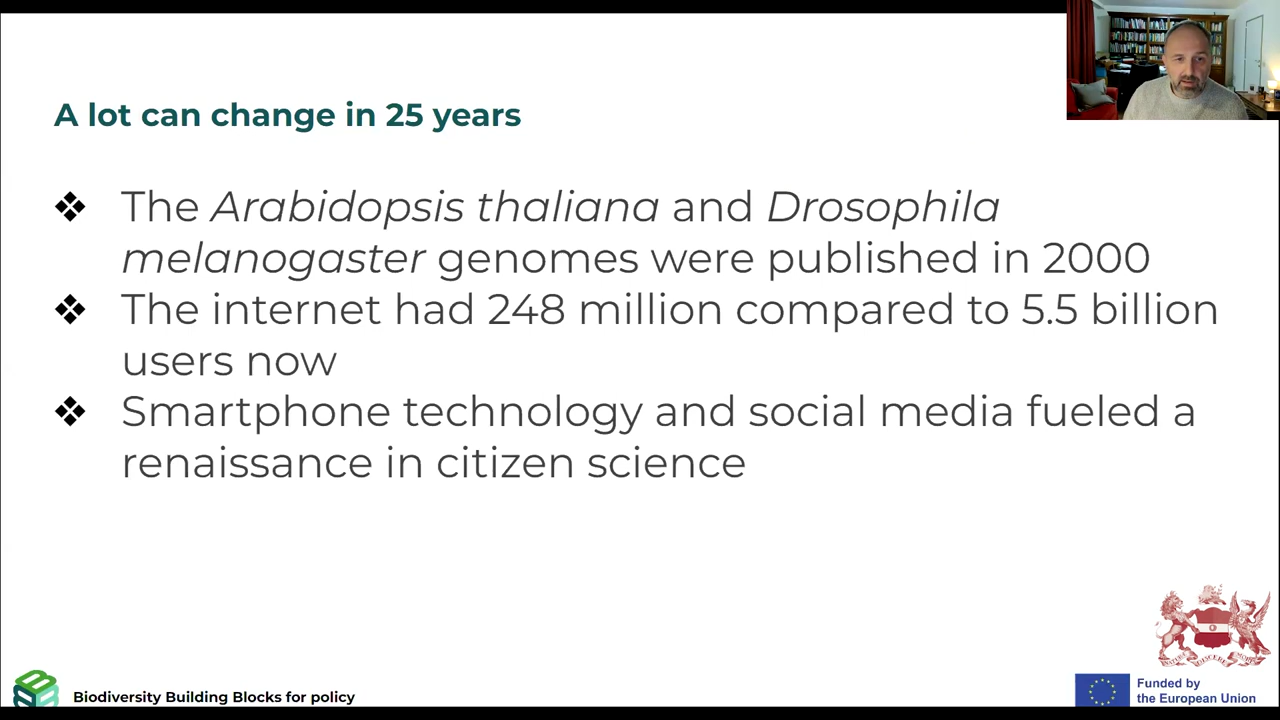 A lot can change in 25 years
❖ The Arabidopsis thaliana and Drosophila
melanogaster genomes were published in 2000
❖ The internet had 248 million compared to 5.5 billion
users now
❖ Smartphone technology and social media fueled a
renaissance in citizen science
Biodiversity Building Blocks for policy
Funded by
the European Union